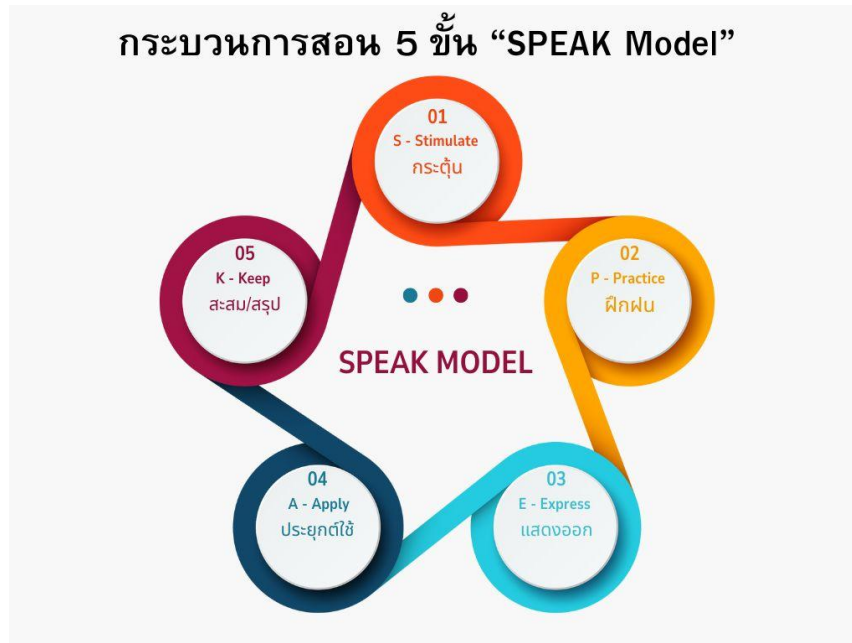 กระบวนการสอน 5 ขั้น “SPEAK Model”
01
S - Stimulate
กระตุ้น
02
P - Practice
ฝึกฝน
03
E - Express
แสดงออก
04
A - Apply
ประยุกต์ใช้
05
K - Keep
สะสม/สรุป
SPEAK MODEL